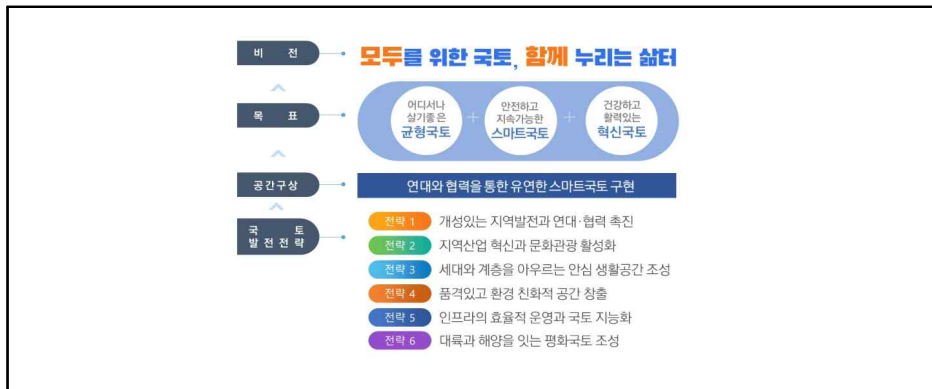 비 전
모두를 위한 국토, 함께 누리는 삶터
목 표
어디서나
살기좋은
균형국토
+
안전하고
지속가능한
스마트국토
+
건강하고
활력있는
혁신국토
공간구상
연대와 협력을 통한 유연한 스마트국토 구현
국 토
발전전략
전략 1 개성있는 지역발전과 연대·협력 촉진
전략 2 지역산업 혁신과 문화관광 활성화
전략 3 세대와 계층을 아우르는 안심 생활공간 조성
전략 4 품격있고 환경 친화적 공간 창출
전략 5 인프라의 효율적 운영과 국토 지능화
전략 6 대륙과 해양을 잇는 평화국토 조성